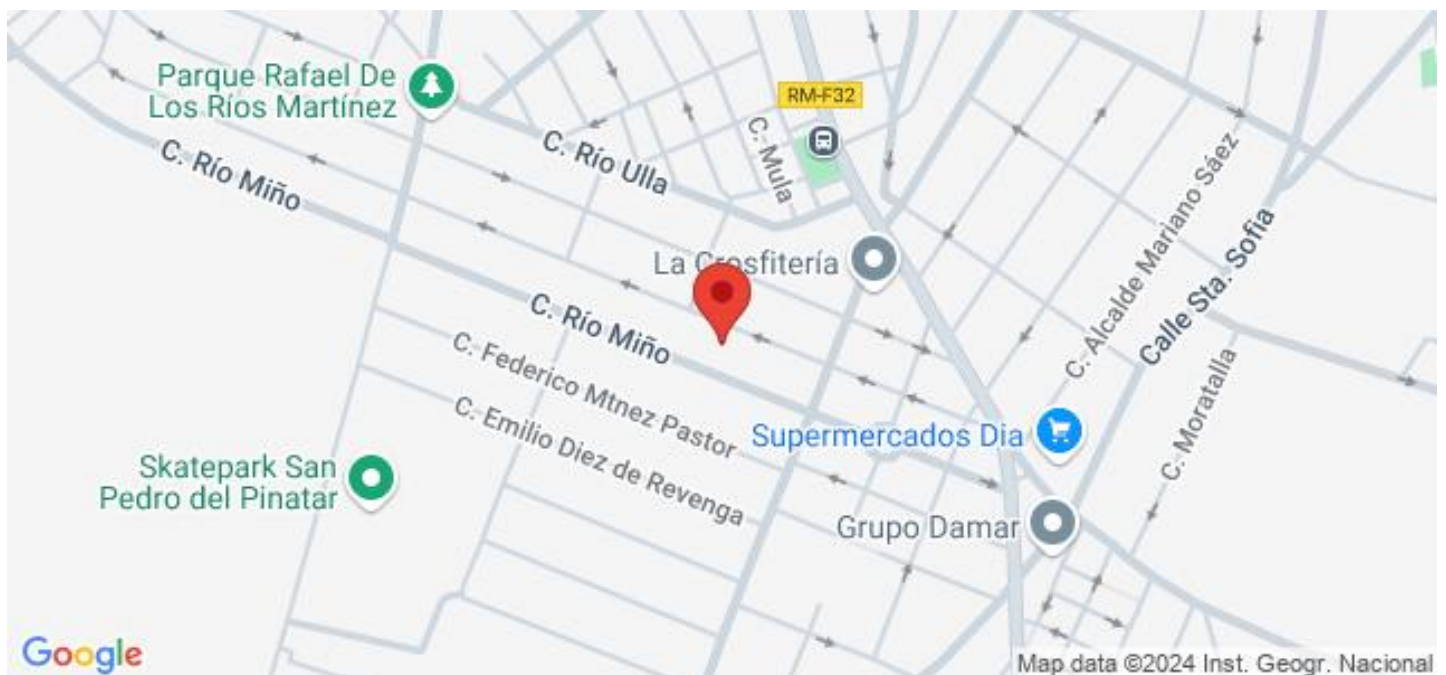 Parque Rafael De
Los Ríos Martínez
RM-F32
C. Río Miño
C. Río Ulla
C. Mula
La Crosfitería
C. Alcalde Mariano Sáez
Calle Sta. Sofia
C. Río Miño
C. Federico Mtnez Pastor
C. Emilio Diez de Revenga
Supermercados Dia
C. Moratalla
Skatepark San
Pedro del Pinatar
Grupo Damar
Google
Map data ©2024 Inst. Geogr. Nacional